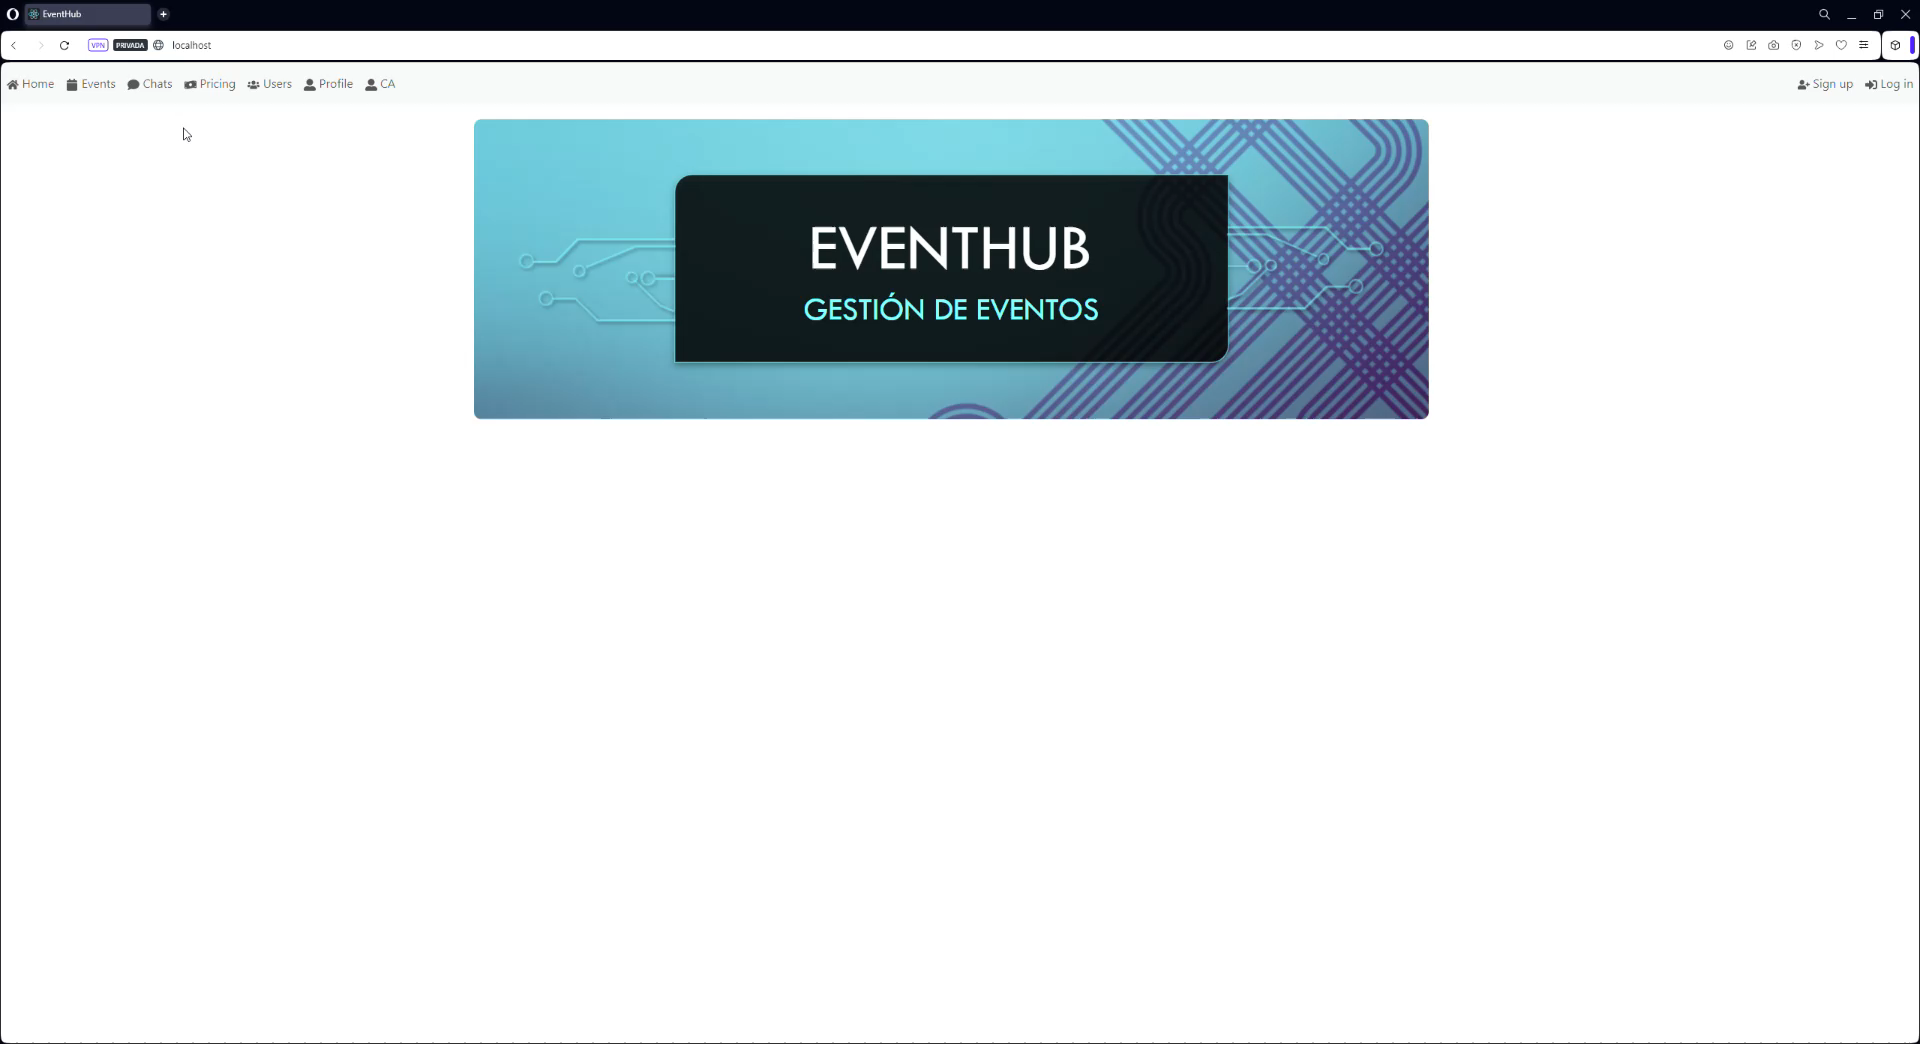 EventHub
VPN PRIVADA localhost
Home Events Chats Pricing Users Profile CA Sign up Log in
EVENTHUB
GESTIÓN DE EVENTOS